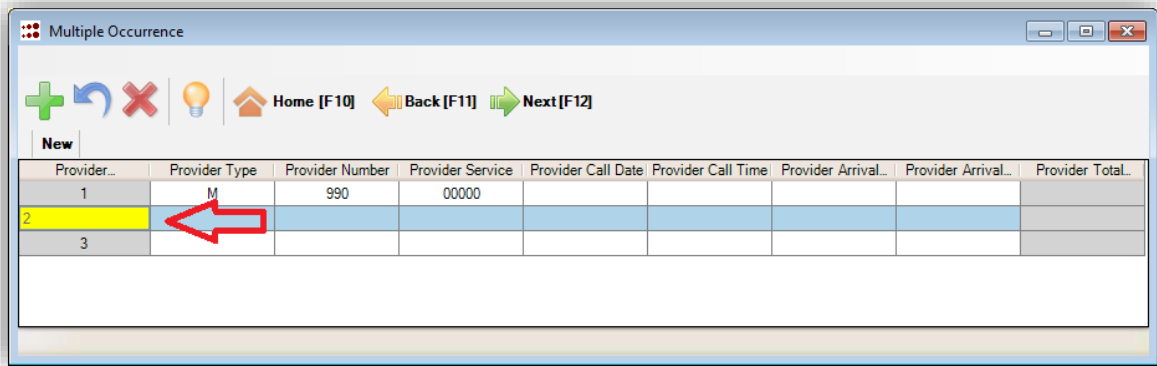 Multiple Occurrence
Home [F10] Back [F11] Next [F12]
New
Provider... Provider Type Provider Number Provider Service Provider Call Date Provider Call Time Provider Arrival... Provider Arrival... Provider Total...
1 M 990 00000
2
3